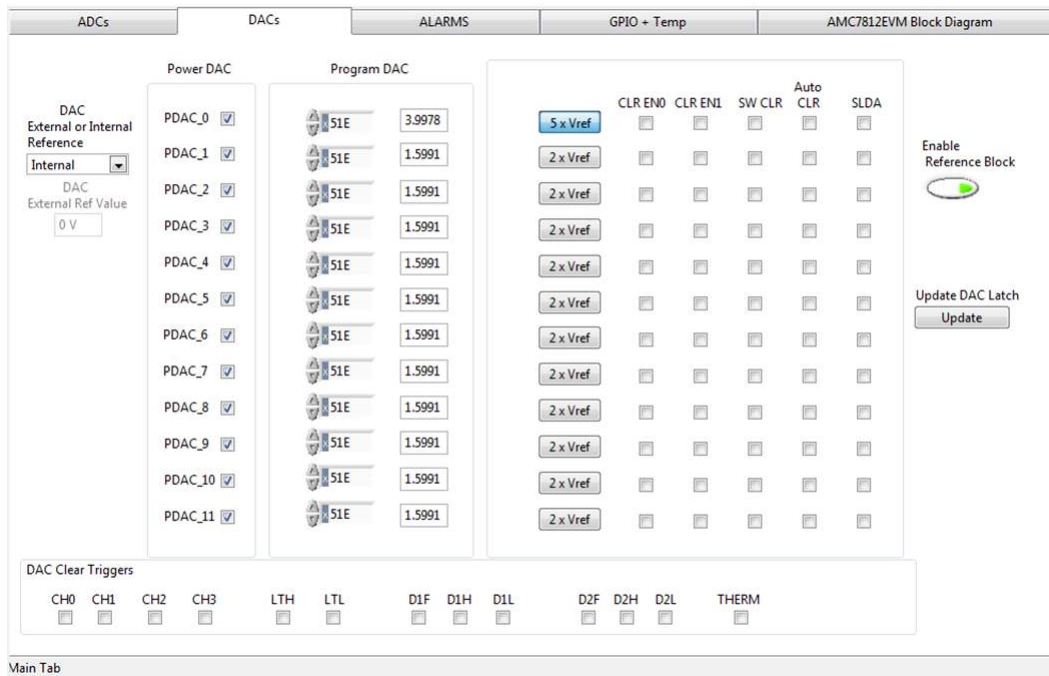 ADCs DACs ALARMS GPIO + Temp AMC7812EVM Block Diagram
Power DAC Program DAC
DAC
External or Internal
Reference
Internal
DAC
External Ref Value
0 V
CLR EN0 CLR EN1 SW CLR Auto CLR SLDA
PDAC_0 x 51E 3.9978 5 x Vref
PDAC_1 x 51E 1.5991 2 x Vref
PDAC_2 x 51E 1.5991 2 x Vref
PDAC_3 x 51E 1.5991 2 x Vref
PDAC_4 x 51E 1.5991 2 x Vref
PDAC_5 x 51E 1.5991 2 x Vref
PDAC_6 x 51E 1.5991 2 x Vref
PDAC_7 x 51E 1.5991 2 x Vref
PDAC_8 x 51E 1.5991 2 x Vref
PDAC_9 x 51E 1.5991 2 x Vref
PDAC_10 x 51E 1.5991 2 x Vref
PDAC_11 x 51E 1.5991 2 x Vref
Enable
Reference Block
Update DAC Latch
Update
DAC Clear Triggers
CH0 CH1 CH2 CH3 LTH LTL D1F D1H D1L D2F D2H D2L THERM
Main Tab